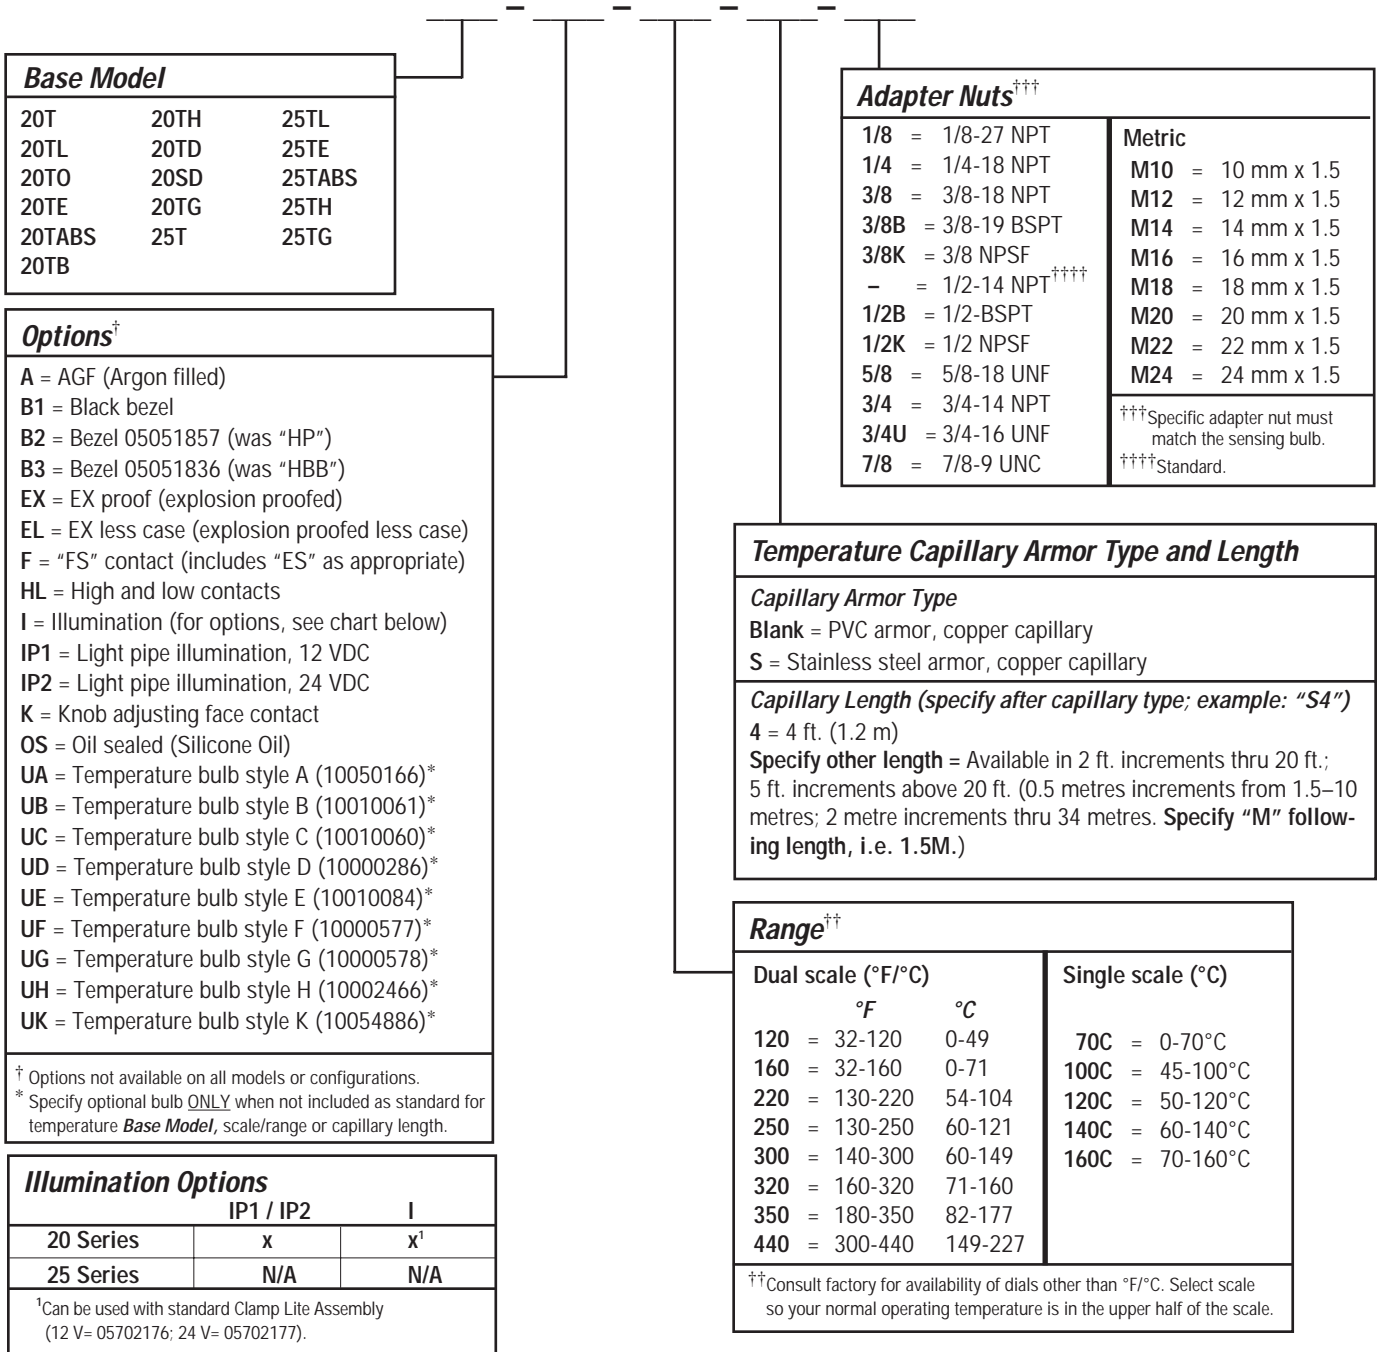 ____ – ____ – ____ – ____ – ____
Base Model
20T 20TH 25TL
20TL 20TD 25TE
20TO 20SD 25TABS
20TE 20TG 25TH
20TABS 25T 25TG
20TB
Options†
A = AGF (Argon filled)
B1 = Black bezel
B2 = Bezel 05051857 (was “HP”)
B3 = Bezel 05051836 (was “HBB”)
EX = EX proof (explosion proofed)
EL = EX less case (explosion proofed less case)
F = “FS” contact (includes “ES” as appropriate)
HL = High and low contacts
I = Illumination (for options, see chart below)
IP1 = Light pipe illumination, 12 VDC
IP2 = Light pipe illumination, 24 VDC
K = Knob adjusting face contact
OS = Oil sealed (Silicone Oil)
UA = Temperature bulb style A (10050166)*
UB = Temperature bulb style B (10010061)*
UC = Temperature bulb style C (10010060)*
UD = Temperature bulb style D (10000286)*
UE = Temperature bulb style E (10010084)*
UF = Temperature bulb style F (10000577)*
UG = Temperature bulb style G (10000578)*
UH = Temperature bulb style H (10002466)*
UK = Temperature bulb style K (10054886)*
† Options not available on all models or configurations.
* Specify optional bulb ONLY when not included as standard for
temperature Base Model, scale/range or capillary length.
Illumination Options
IP1 / IP2 I
20 Series x x¹
25 Series N/A N/A
¹Can be used with standard Clamp Lite Assembly
(12 V= 05702176; 24 V= 05702177).
Adapter Nuts†††
1/8 = 1/8-27 NPT
1/4 = 1/4-18 NPT
3/8 = 3/8-18 NPT
3/8B = 3/8-19 BSPT
3/8K = 3/8 NPSF
– = 1/2-14 NPT††††
1/2B = 1/2-BSPT
1/2K = 1/2 NPSF
5/8 = 5/8-18 UNF
3/4 = 3/4-14 NPT
3/4U = 3/4-16 UNF
7/8 = 7/8-9 UNC
Metric
M10 = 10 mm x 1.5
M12 = 12 mm x 1.5
M14 = 14 mm x 1.5
M16 = 16 mm x 1.5
M18 = 18 mm x 1.5
M20 = 20 mm x 1.5
M22 = 22 mm x 1.5
M24 = 24 mm x 1.5
†††Specific adapter nut must
match the sensing bulb.
††††Standard.
Temperature Capillary Armor Type and Length
Capillary Armor Type
Blank = PVC armor, copper capillary
S = Stainless steel armor, copper capillary
Capillary Length (specify after capillary type; example: “S4”)
4 = 4 ft. (1.2 m)
Specify other length = Available in 2 ft. increments thru 20 ft.;
5 ft. increments above 20 ft. (0.5 metres increments from 1.5–10
metres; 2 metre increments thru 34 metres. Specify “M” follow-
ing length, i.e. 1.5M.)
Range††
Dual scale (°F/°C)
°F °C
120 = 32-120 0-49
160 = 32-160 0-71
220 = 130-220 54-104
250 = 130-250 60-121
300 = 140-300 60-149
320 = 160-320 71-160
350 = 180-350 82-177
440 = 300-440 149-227
Single scale (°C)
70C = 0-70°C
100C = 45-100°C
120C = 50-120°C
140C = 60-140°C
160C = 70-160°C
††Consult factory for availability of dials other than °F/°C. Select scale
so your normal operating temperature is in the upper half of the scale.